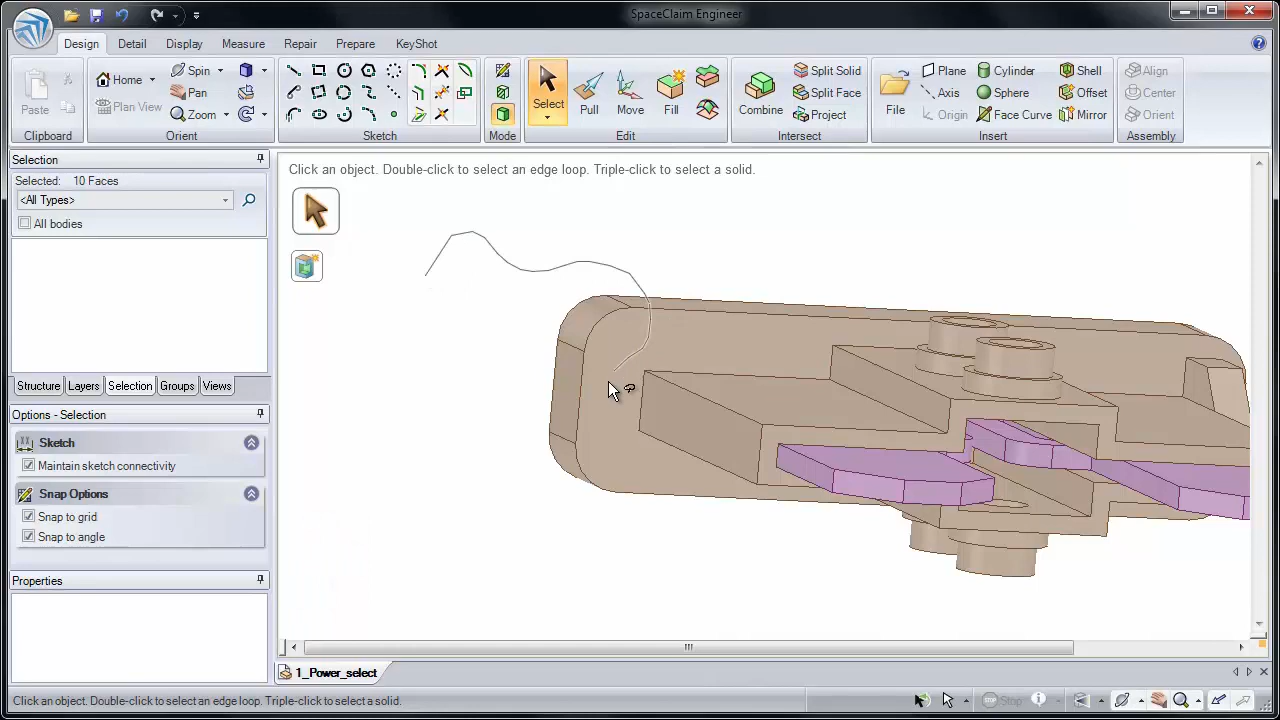 SpaceClaim Engineer
Design Detail Display Measure Repair Prepare KeyShot
Paste
Clipboard
Home
Plan View
Spin
Pan
Zoom
Orient
Sketch
Mode
Select
Pull
Move
Fill
Edit
Combine
Split Solid
Split Face
Project
Intersect
File
Plane
Axis
Origin
Cylinder
Sphere
Face Curve
Shell
Offset
Mirror
Insert
Align
Center
Orient
Assembly
Selection
Selected: 10 Faces
<All Types>
All bodies
Structure Layers Selection Groups Views
Options - Selection
Sketch
Maintain sketch connectivity
Snap Options
Snap to grid
Snap to angle
Properties
Click an object. Double-click to select an edge loop. Triple-click to select a solid.
1_Power_select
Click an object. Double-click to select an edge loop. Triple-click to select a solid.
Stop